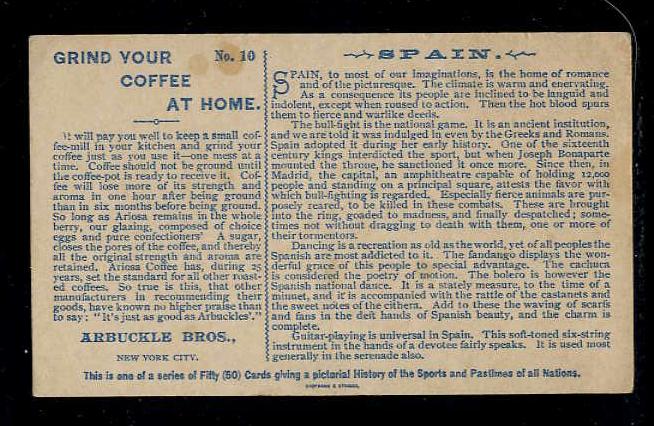 GRIND YOUR No. 10
COFFEE
AT HOME.
It will pay you well to keep a small cof-
fee-mill in your kitchen and grind your
coffee just as you use it—one mess at a
time. Coffee should not be ground until
the coffee-pot is ready to receive it. Cof-
fee will lose more of its strength and
aroma in one hour after being ground
than in six months before being ground.
So long as Ariosa remains in the whole
berry, our glazing, composed of choice
eggs and pure confectioners' A sugar,
closes the pores of the coffee, and thereby
all the original strength and aroma are
retained. Ariosa Coffee has, during 25
years, set the standard for all other roast-
ed coffees. So true is this, that other
manufacturers in recommending their
goods, have known no higher praise than
to say: "It's just as good as Arbuckles'."
ARBUCKLE BROS.,
NEW YORK CITY.
SPAIN.
SPAIN, to most of our imaginations, is the home of romance
and of the picturesque. The climate is warm and enervating.
As a consequence its people are inclined to be languid and
indolent, except when roused to action. Then the hot blood spurs
them to fierce and warlike deeds.
The bull-fight is the national game. It is an ancient institution,
and we are told it was indulged in even by the Greeks and Romans.
Spain adopted it during her early history. One of the sixteenth
century kings interdicted the sport, but when Joseph Bonaparte
mounted the throne, he sanctioned it once more. Since then, in
Madrid, the capital, an amphitheatre capable of holding 12,000
people and standing on a principal square, attests the favor with
which bull-fighting is regarded. Especially fierce animals are pur-
posely reared, to be killed in these combats. These are brought
into the ring, goaded to madness, and finally despatched; some-
times not without dragging to death with them, one or more of
their tormentors.
Dancing is a recreation as old as the world, yet of all peoples the
Spanish are most addicted to it. The fandango displays the won-
derful grace of this people to special advantage. The cachuca
is considered the poetry of motion. The bolero is however the
Spanish national dance. It is a stately measure, to the time of a
minuet, and it is accompanied with the rattle of the castanets and
the sweet notes of the cithern. Add to these the waving of scarfs
and fans in the deft hands of Spanish beauty, and the charm is
complete.
Guitar-playing is universal in Spain. This soft-toned six-string
instrument in the hands of a devotee fairly speaks. It is used most
generally in the serenade also.
This is one of a series of Fifty (50) Cards giving a pictorial History of the Sports and Pastimes of all Nations.